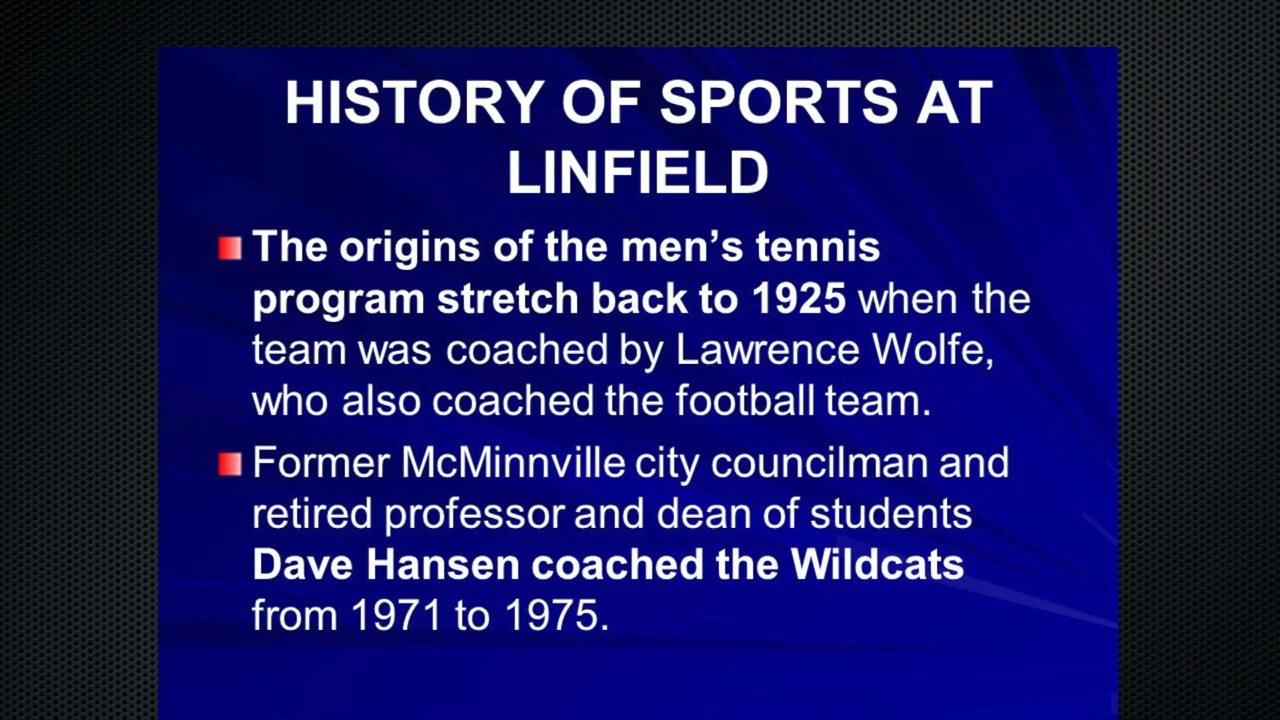 HISTORY OF SPORTS AT
LINFIELD
The origins of the men’s tennis
program stretch back to 1925 when the
team was coached by Lawrence Wolfe,
who also coached the football team.
Former McMinnville city councilman and
retired professor and dean of students
Dave Hansen coached the Wildcats
from 1971 to 1975.